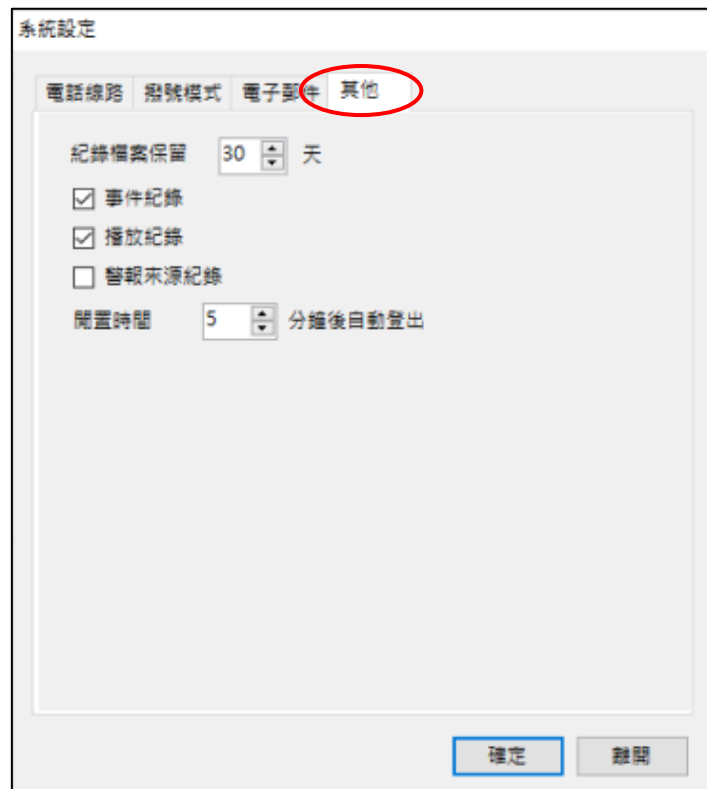 系統設定
電話線路 撥號模式 電子郵件 其他
紀錄檔案保留 30 天
事件紀錄
播放紀錄
警報來源紀錄
閒置時間 5 分鐘後自動登出
確定 離開